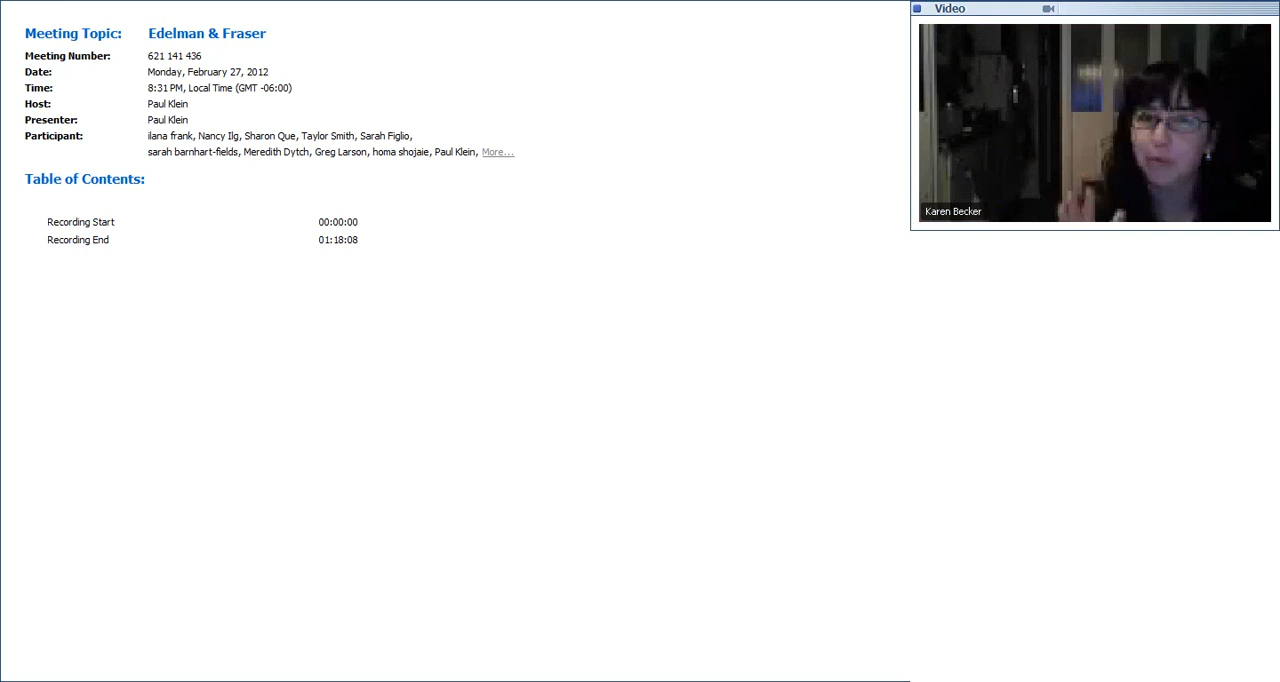 Meeting Topic: Edelman & Fraser
Meeting Number: 621 141 436
Date: Monday, February 27, 2012
Time: 8:31 PM, Local Time (GMT -06:00)
Host: Paul Klein
Presenter: Paul Klein
Participant: ilana frank, Nancy Ilg, Sharon Que, Taylor Smith, Sarah Figlio,
sarah barnhart-fields, Meredith Dytch, Greg Larson, homa shojaie, Paul Klein, More...
Table of Contents:
Recording Start 00:00:00
Recording End 01:18:08
Video
Karen Becker